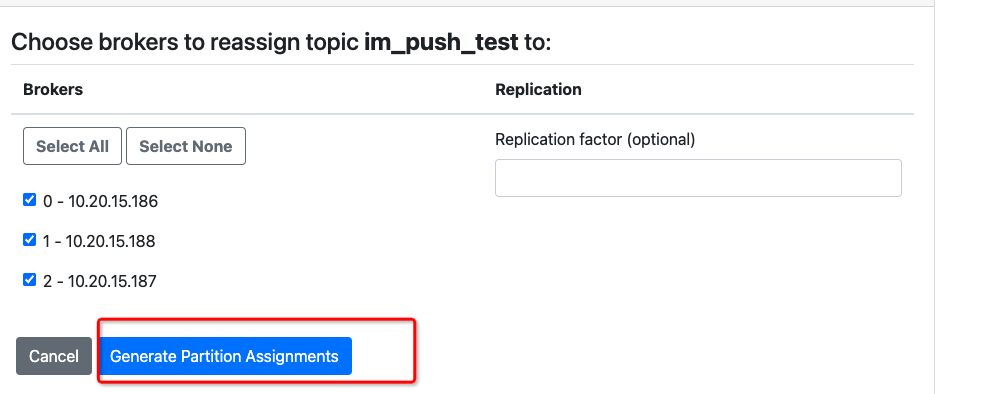 Choose brokers to reassign topic im_push_test to:
Brokers
Replication
Select All
Select None
Replication factor (optional)
0 - 10.20.15.186
1 - 10.20.15.188
2 - 10.20.15.187
Cancel
Generate Partition Assignments